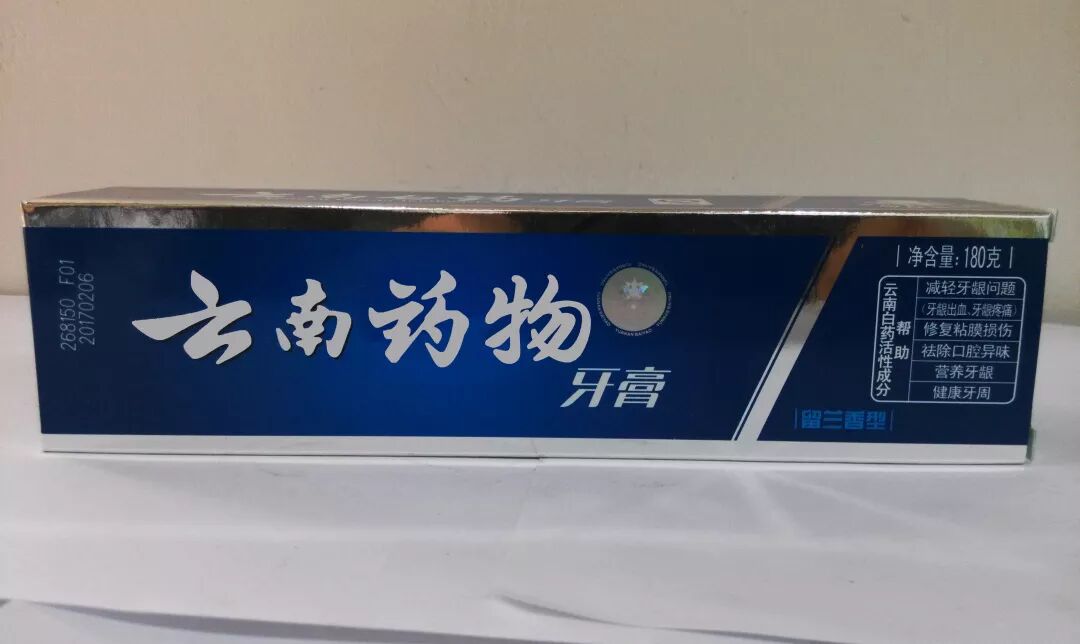 268150 F01
20170206
云南药物
牙膏
净含量:180克
云南白药活性成分
帮助
减轻牙龈问题
(牙龈出血、牙龈疼痛)
修复粘膜损伤
祛除口腔异味
营养牙龈
健康牙周
留兰香型